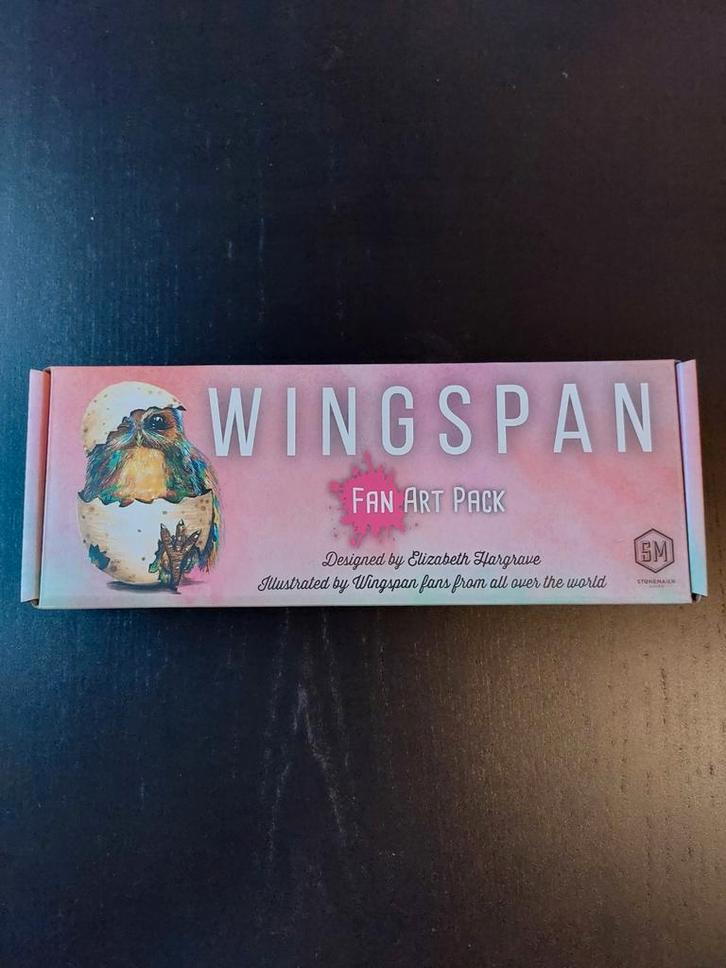 WINGSPAN
FAN ART PACK
Designed by Elizabeth Hargrave
Illustrated by Wingspan fans from all over the world
SM
STONEMAIER
GAMES